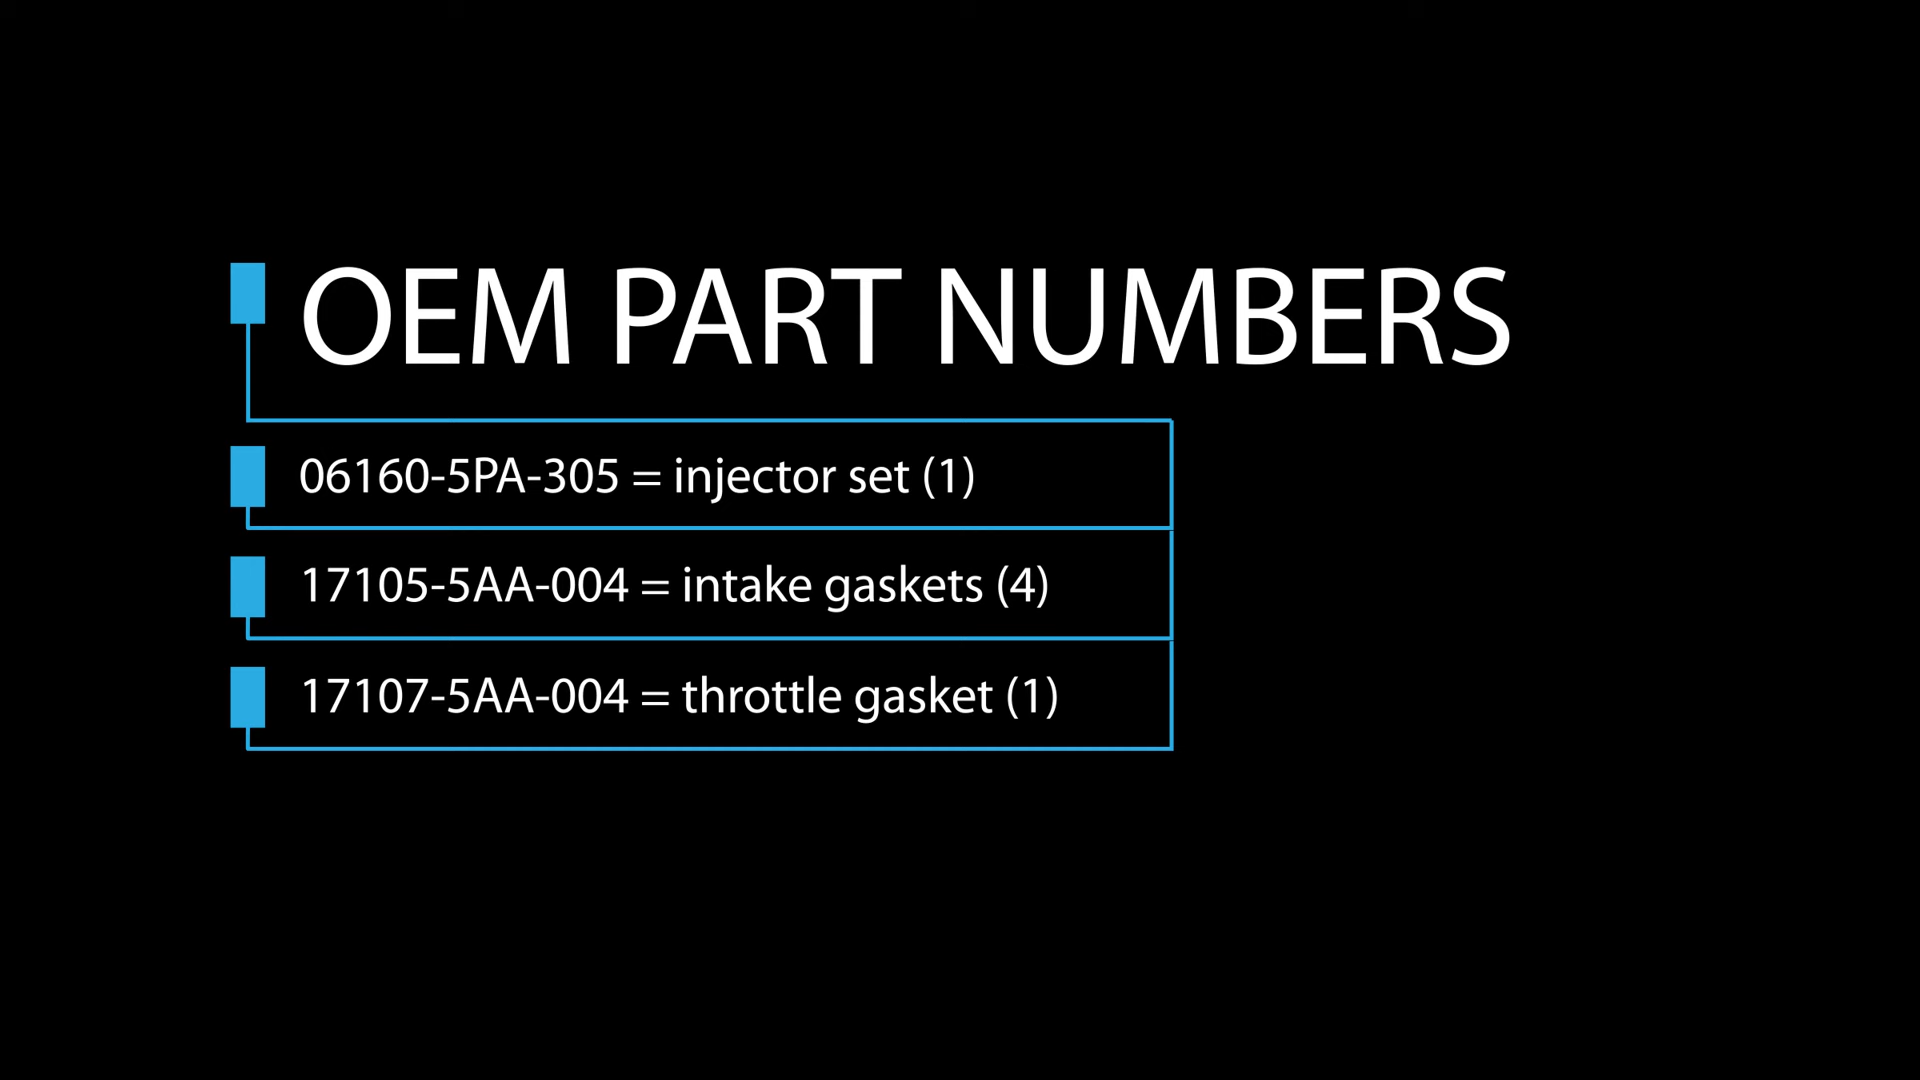 OEM PART NUMBERS
06160-5PA-305 = injector set (1)
17105-5AA-004 = intake gaskets (4)
17107-5AA-004 = throttle gasket (1)